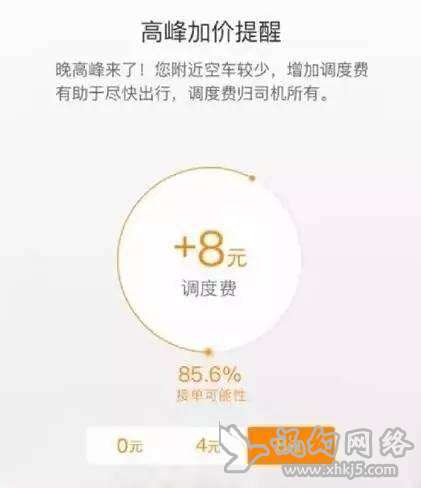 高峰加价提醒
晚高峰来了！您附近空车较少，增加调度费
有助于尽快出行，调度费归司机所有。
+8元
调度费
85.6%
接单可能性
0元 4元
网络
www.xhkj5.com